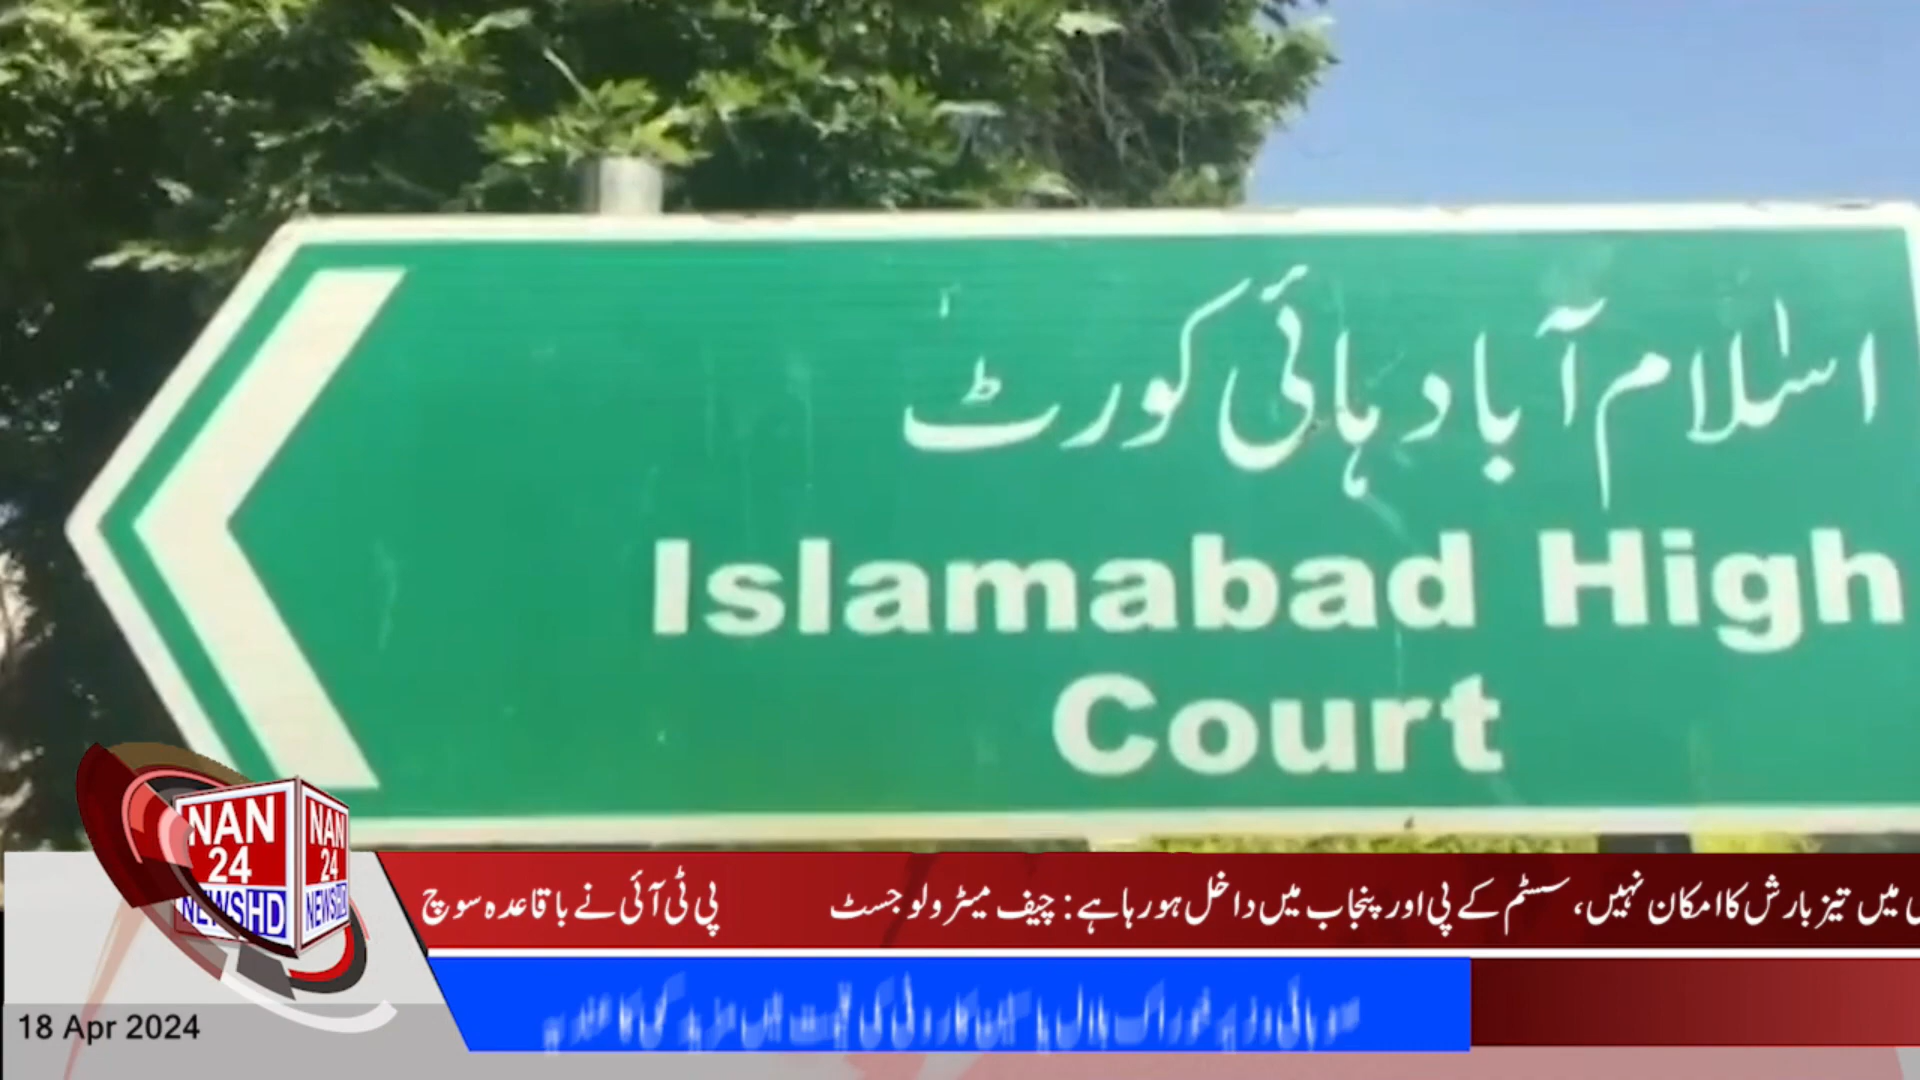 اسلام آباد ہائی کورٹ
Islamabad High
Court
NAN
24
NEWSHD
NAN
24
NEWSHD
میں تیز بارش کا امکان نہیں، سسٹم کے پی اور پنجاب میں داخل ہورہا ہے: چیف میٹرولوجسٹ
پی ٹی آئی نے باقاعدہ سوچ
18 Apr 2024